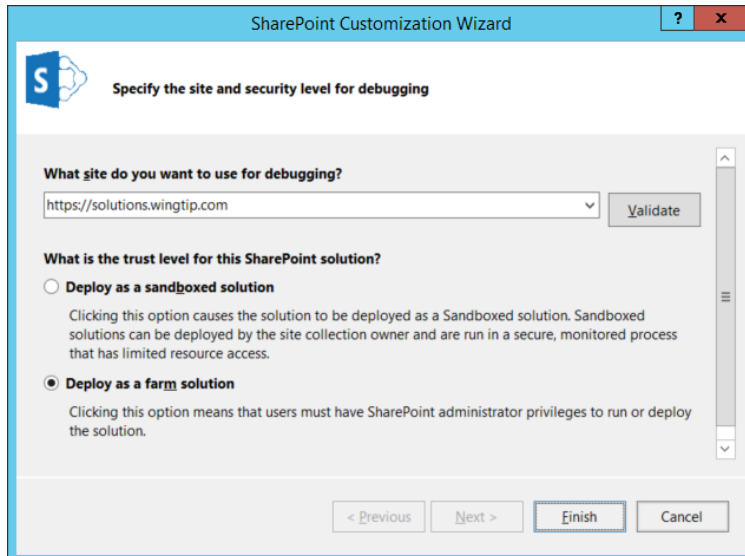 SharePoint Customization Wizard
?
x
S
Specify the site and security level for debugging
What site do you want to use for debugging?
https://solutions.wingtip.com
Validate
What is the trust level for this SharePoint solution?
Deploy as a sandboxed solution
Clicking this option causes the solution to be deployed as a Sandboxed solution. Sandboxed
solutions can be deployed by the site collection owner and are run in a secure, monitored process
that has limited resource access.
Deploy as a farm solution
Clicking this option means that users must have SharePoint administrator privileges to run or deploy
the solution.
< Previous
Next >
Finish
Cancel